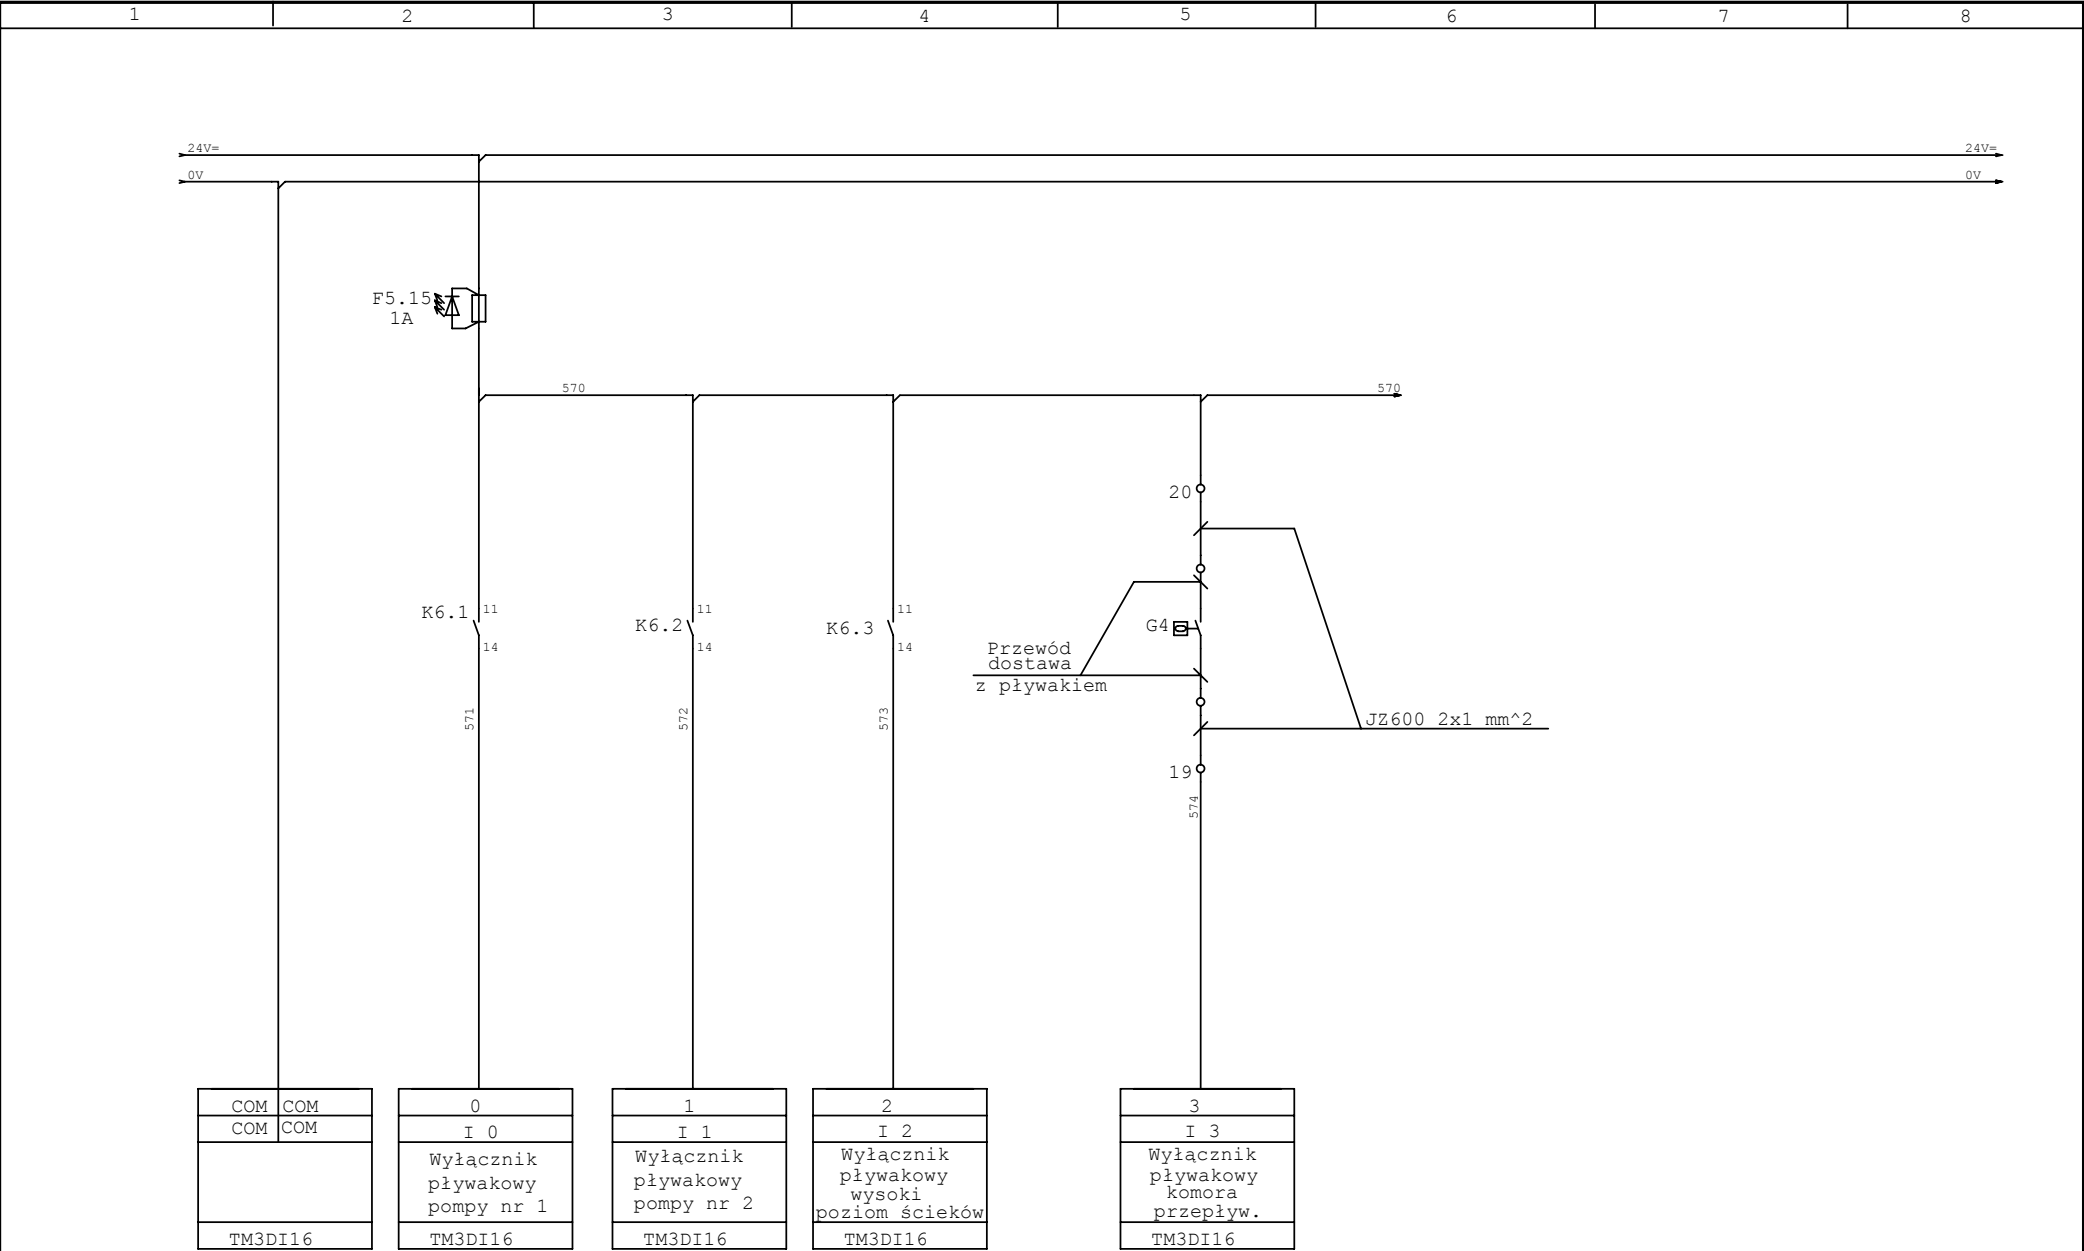 1 2 3 4 5 6 7 8
24V= 24V=
0V 0V
F5.15
1A
570 570
20
K6.1 11
14
K6.2 11
14
K6.3 11
14
G4
Przewód
dostawa
z pływakiem
JZ600 2x1 mm^2
571
572
573
19
574
COM COM
COM COM
TM3DI16
0
I 0
Wyłącznik
pływakowy
pompy nr 1
TM3DI16
1
I 1
Wyłącznik
pływakowy
pompy nr 2
TM3DI16
2
I 2
Wyłącznik
pływakowy
wysoki
poziom ścieków
TM3DI16
3
I 3
Wyłącznik
pływakowy
komora
przepływ.
TM3DI16